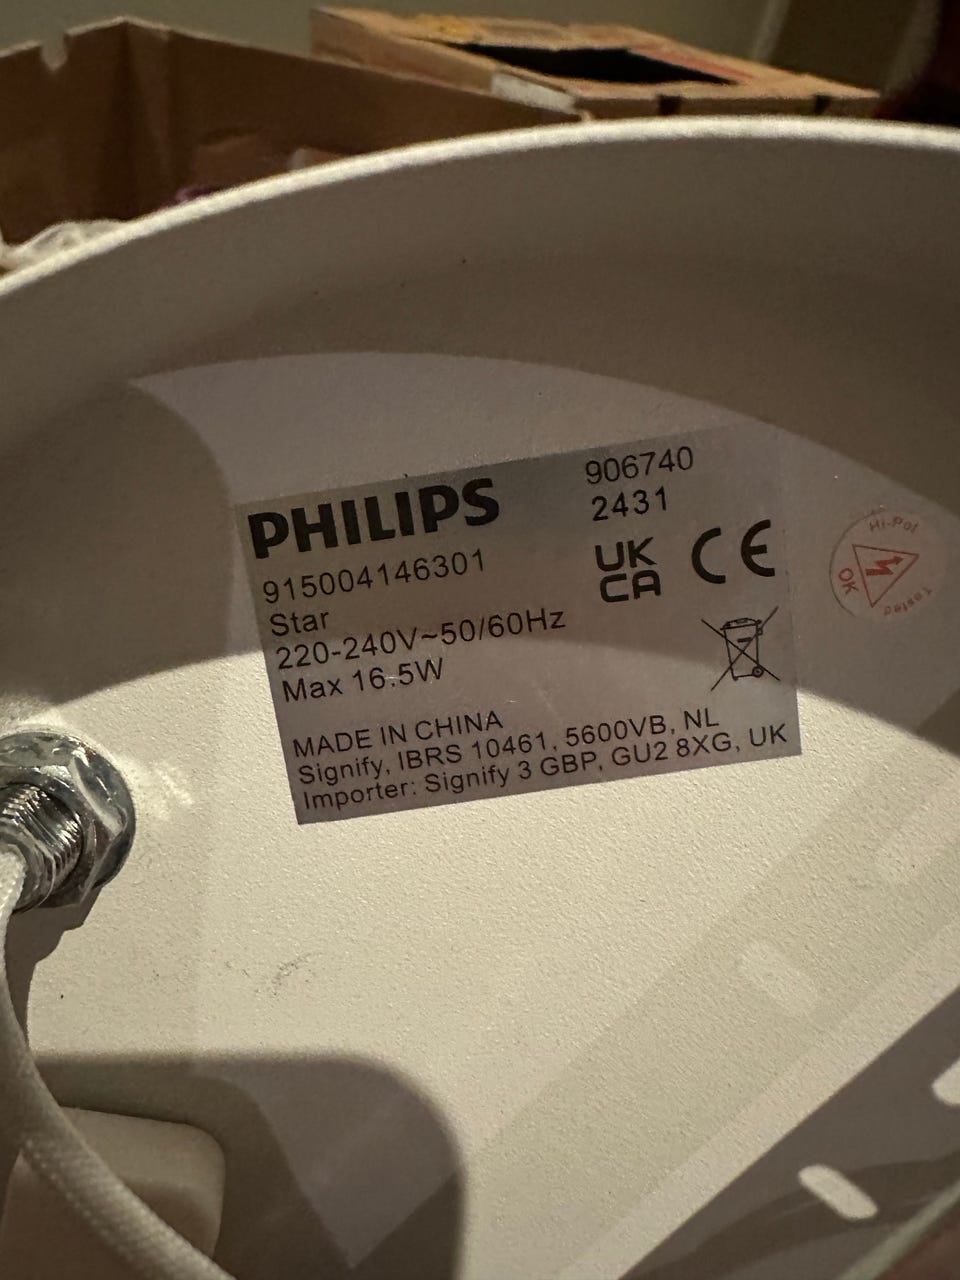 PHILIPS
915004146301
Star
220-240V~50/60Hz
Max 16.5W
906740
2431
UK
CA
CE
MADE IN CHINA
Signify, IBRS 10461, 5600VB, NL
Importer: Signify 3 GBP, GU2 8XG, UK
Hi-Pot
OK
Tested